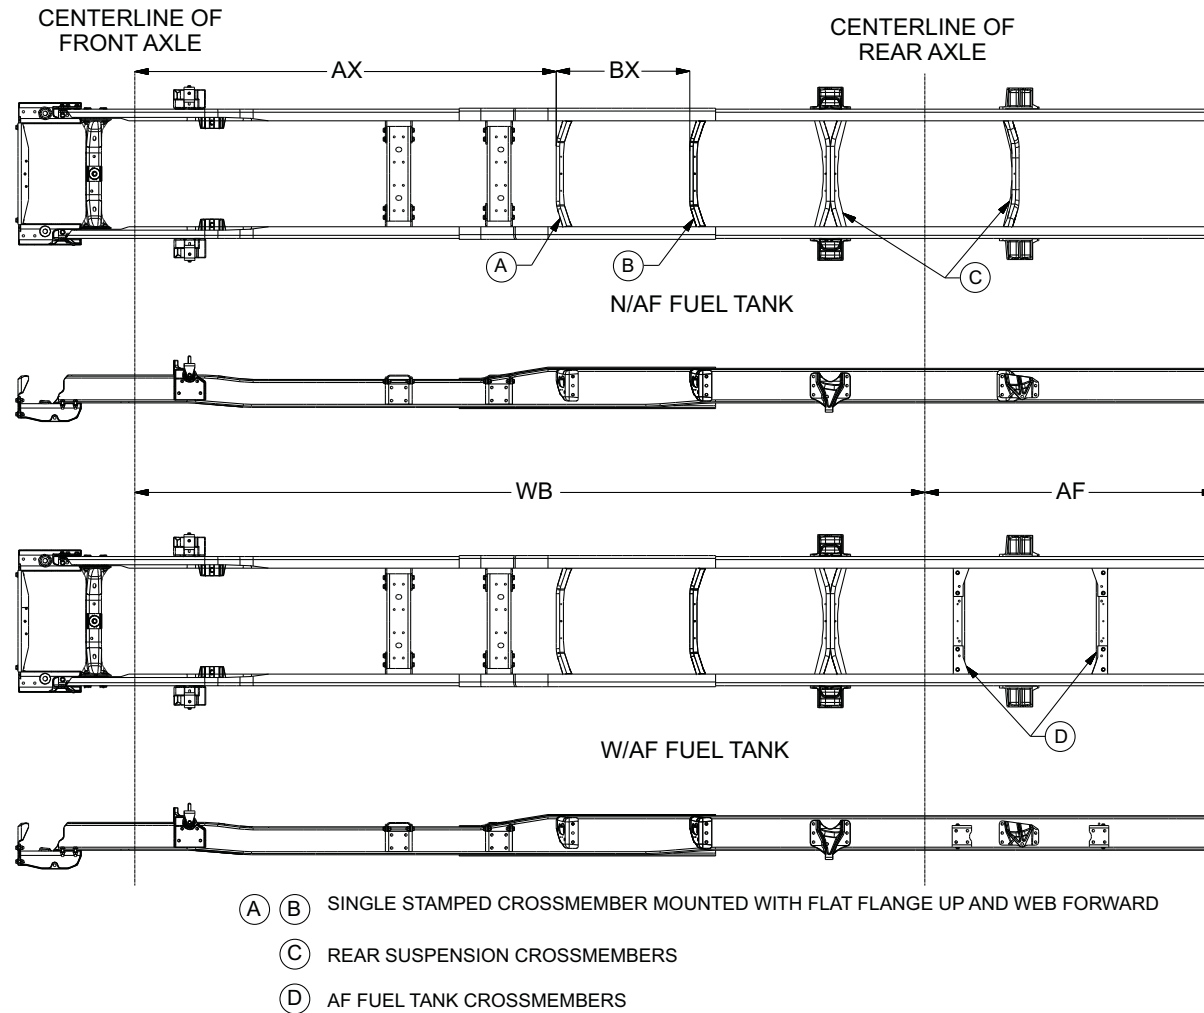 CENTERLINE OF
FRONT AXLE
CENTERLINE OF
REAR AXLE
AX
BX
A
B
C
N/AF FUEL TANK
WB
AF
D
W/AF FUEL TANK
A B SINGLE STAMPED CROSSMEMBER MOUNTED WITH FLAT FLANGE UP AND WEB FORWARD
C REAR SUSPENSION CROSSMEMBERS
D AF FUEL TANK CROSSMEMBERS